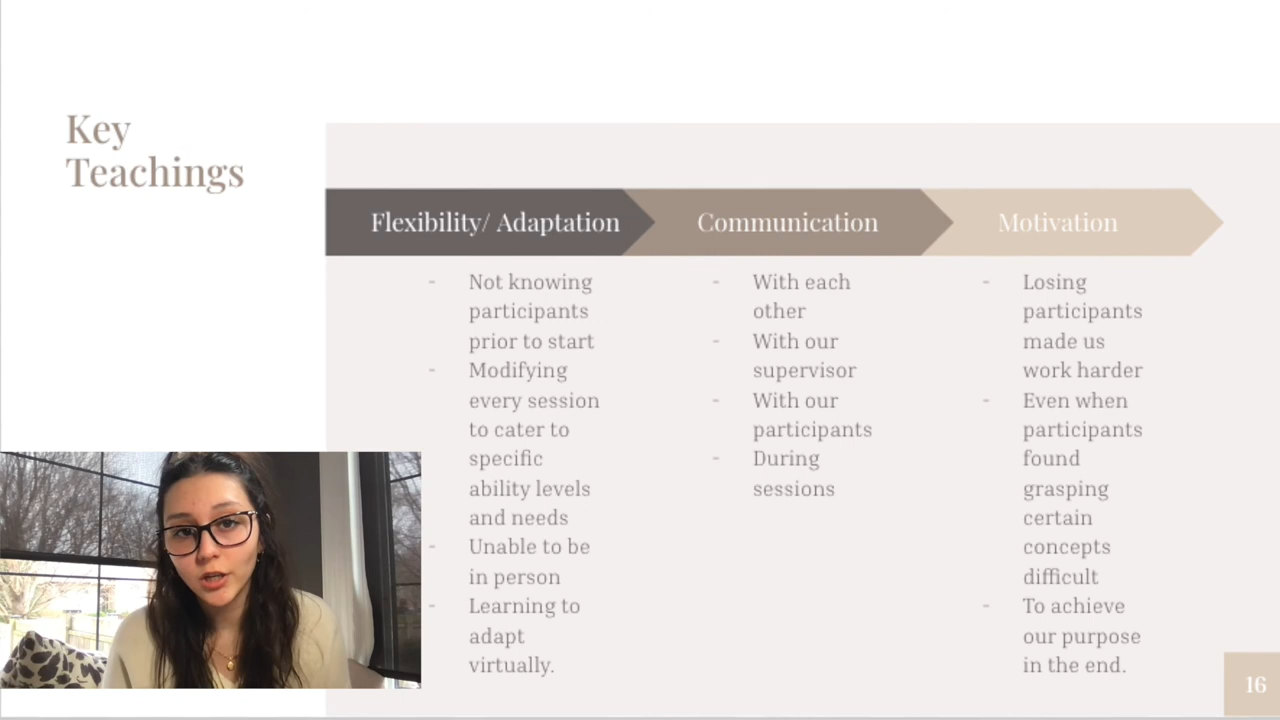 Key
Teachings
Flexibility/ Adaptation
- Not knowing
participants
prior to start
- Modifying
every session
to cater to
specific
ability levels
and needs
- Unable to be
in person
- Learning to
adapt
virtually.
Communication
- With each
other
- With our
supervisor
- With our
participants
- During
sessions
Motivation
- Losing
participants
made us
work harder
- Even when
participants
found
grasping
certain
concepts
difficult
- To achieve
our purpose
in the end.
16